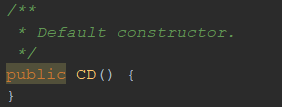 /**
 * Default constructor.
 */
public CD() {
}